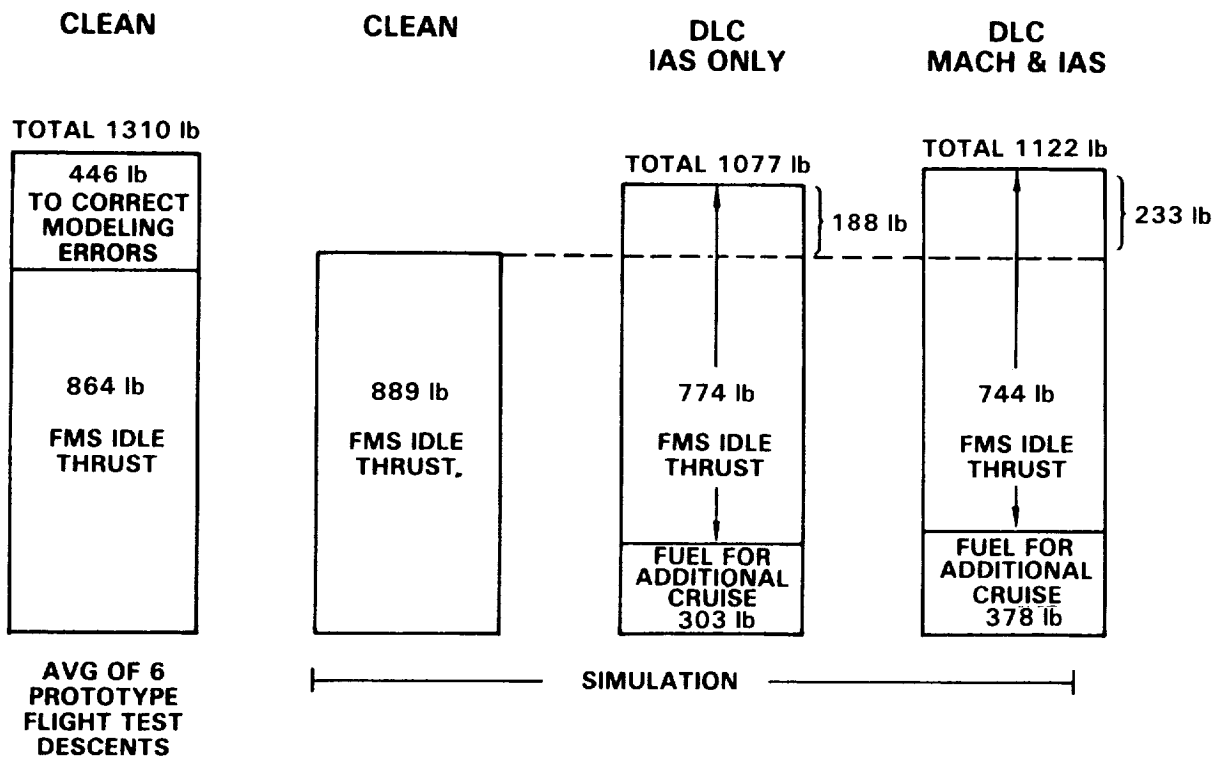 CLEAN
TOTAL 1310 lb
446 lb
TO CORRECT
MODELING
ERRORS
864 lb
FMS IDLE
THRUST
AVG OF 6
PROTOTYPE
FLIGHT TEST
DESCENTS
CLEAN
889 lb
FMS IDLE
THRUST.
DLC
IAS ONLY
TOTAL 1077 lb
188 lb
774 lb
FMS IDLE
THRUST
FUEL FOR
ADDITIONAL
CRUISE
303 lb
DLC
MACH & IAS
TOTAL 1122 lb
233 lb
744 lb
FMS IDLE
THRUST
FUEL FOR
ADDITIONAL
CRUISE
378 lb
SIMULATION